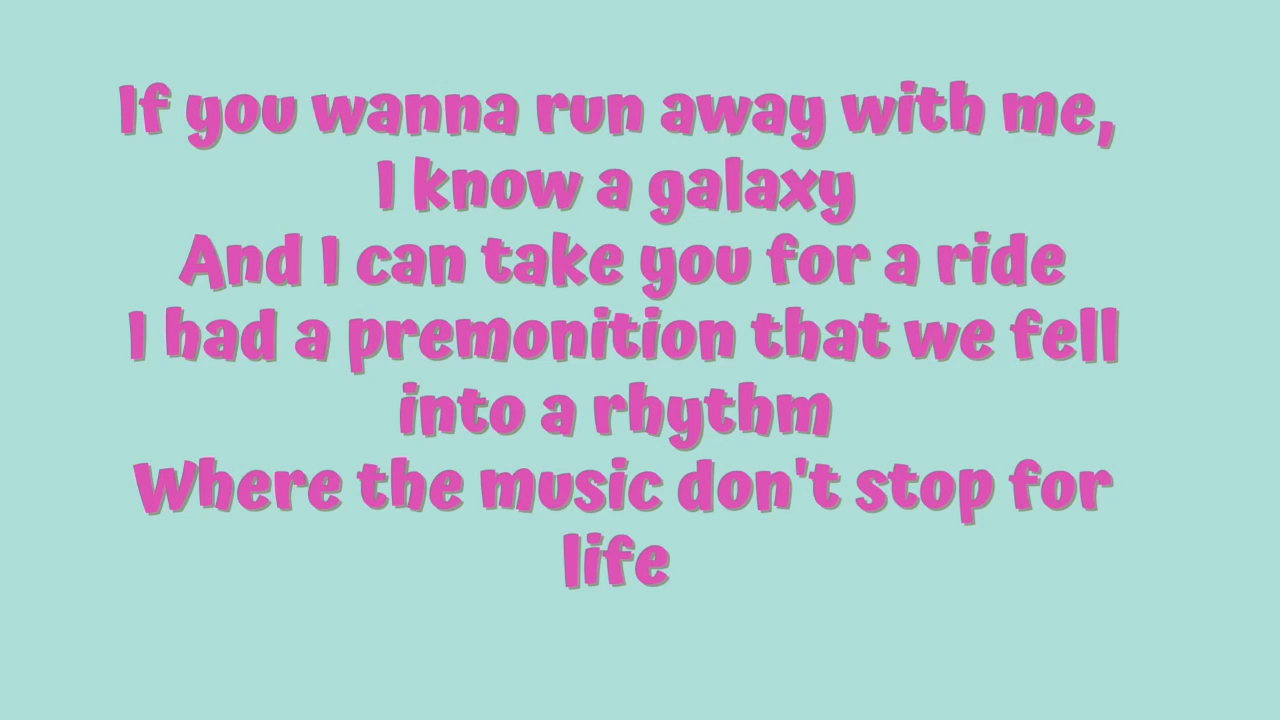 If you wanna run away with me,
I know a galaxy
And I can take you for a ride
I had a premonition that we fell
into a rhythm
Where the music don't stop for
life